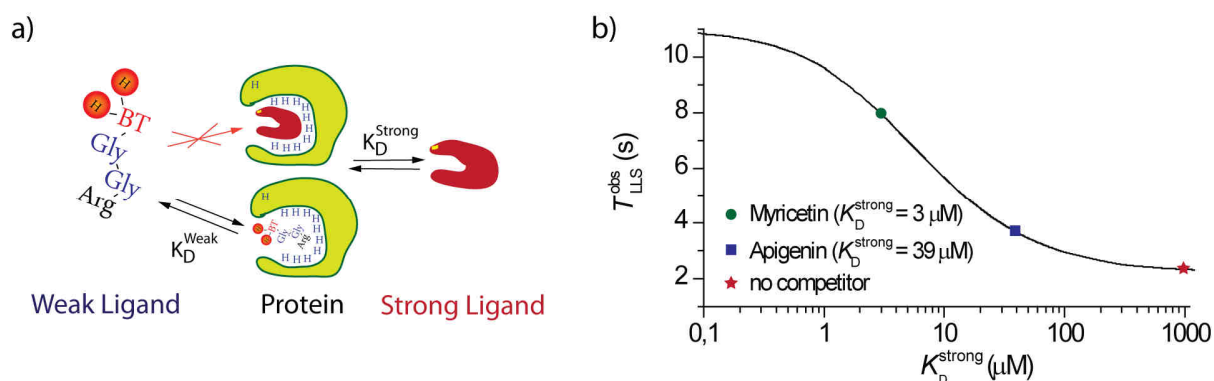 a)
H
H
BT
Gly
Gly
Arg
H
H H H H
H
H
H
H
H
H H H
K_D^Strong
K_D^Weak
H
H H H H
H
H
H
H
H
H H H H
H
H
BT
Gly
Gly
Arg
Weak Ligand
Protein
Strong Ligand
b)
T_LLS^obs (s)
10
8
6
4
2
Myricetin (K_D^strong = 3 µM)
Apigenin (K_D^strong = 39 µM)
no competitor
0,1
1
10
100
1000
K_D^strong (µM)